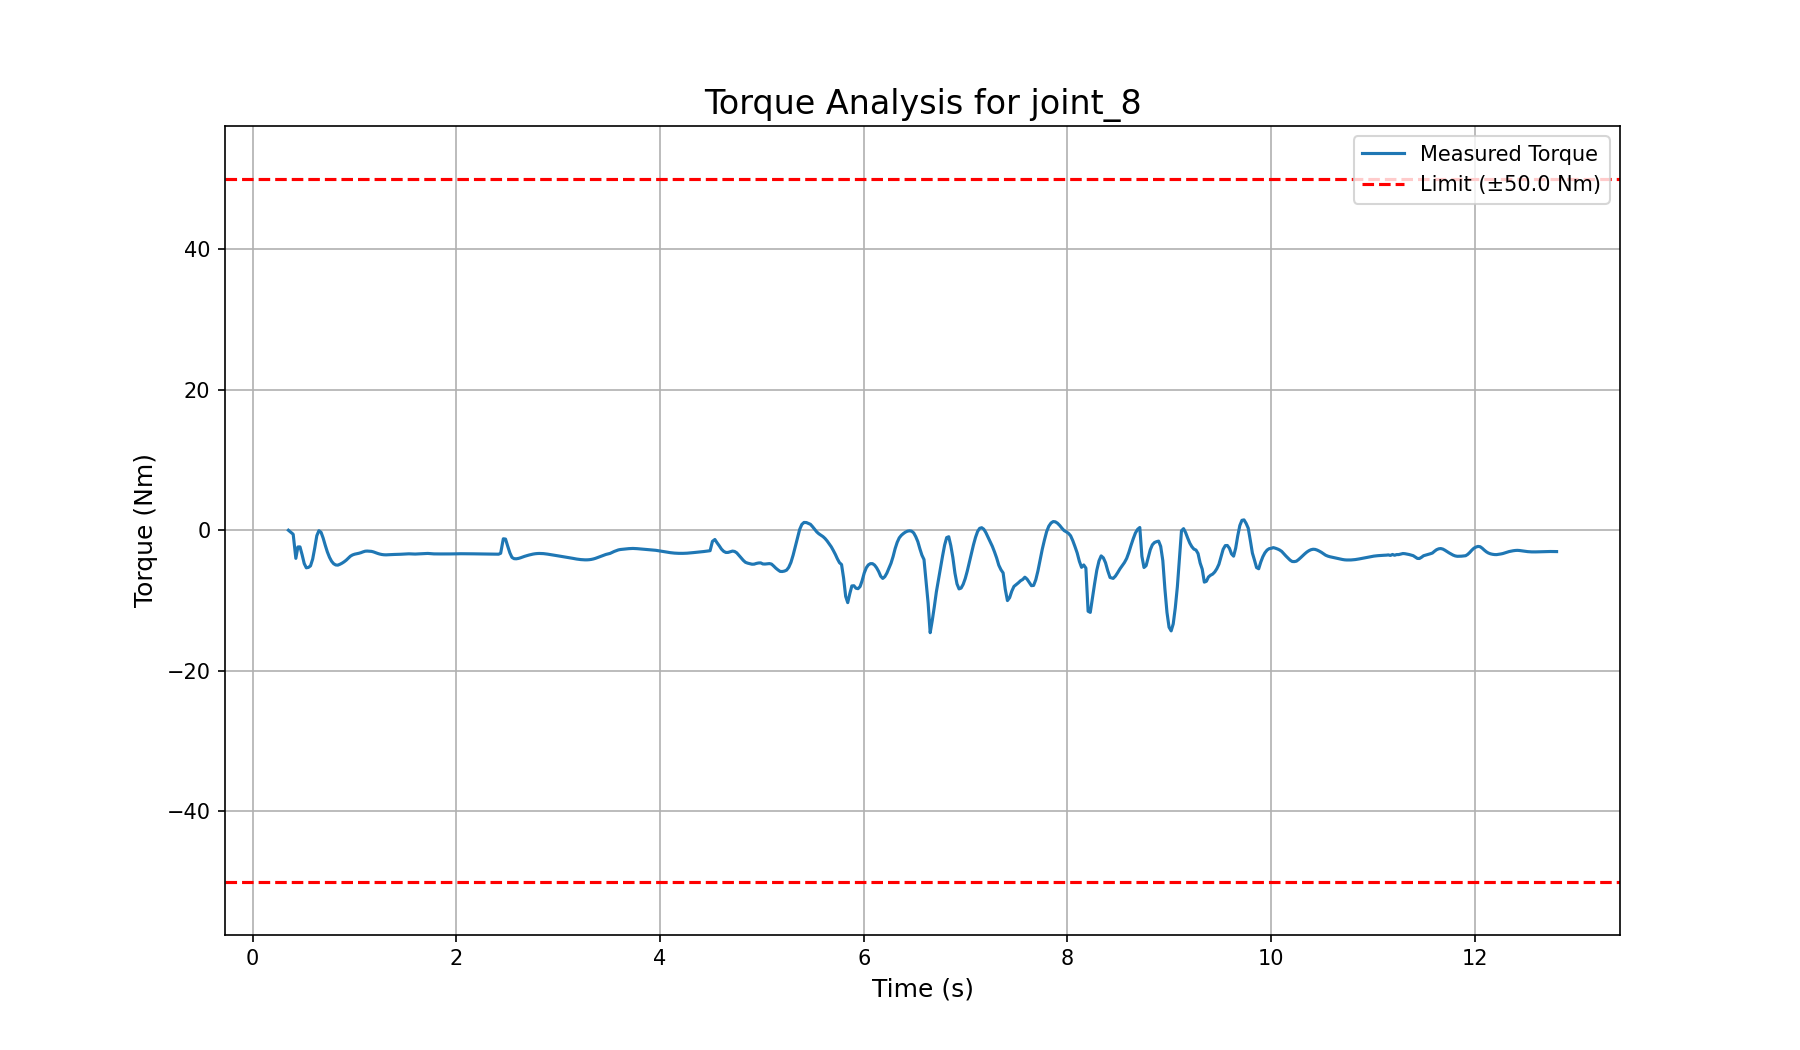 Torque Analysis for joint_8
Measured Torque
Limit (±50.0 Nm)
Torque (Nm)
40
20
0
−20
−40
0 2 4 6 8 10 12
Time (s)